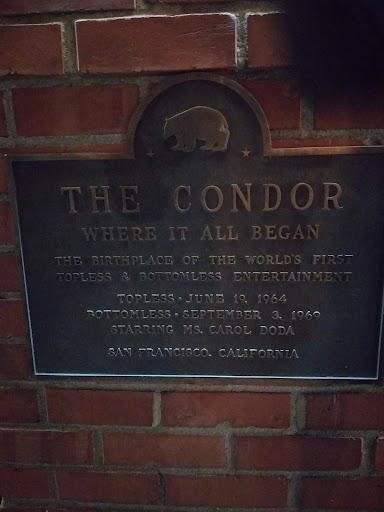 THE CONDOR
WHERE IT ALL BEGAN
THE BIRTHPLACE OF THE WORLD'S FIRST
TOPLESS & BOTTOMLESS ENTERTAINMENT
TOPLESS · JUNE 19, 1964
BOTTOMLESS · SEPTEMBER 3, 1969
STARRING MS. CAROL DODA
SAN FRANCISCO, CALIFORNIA